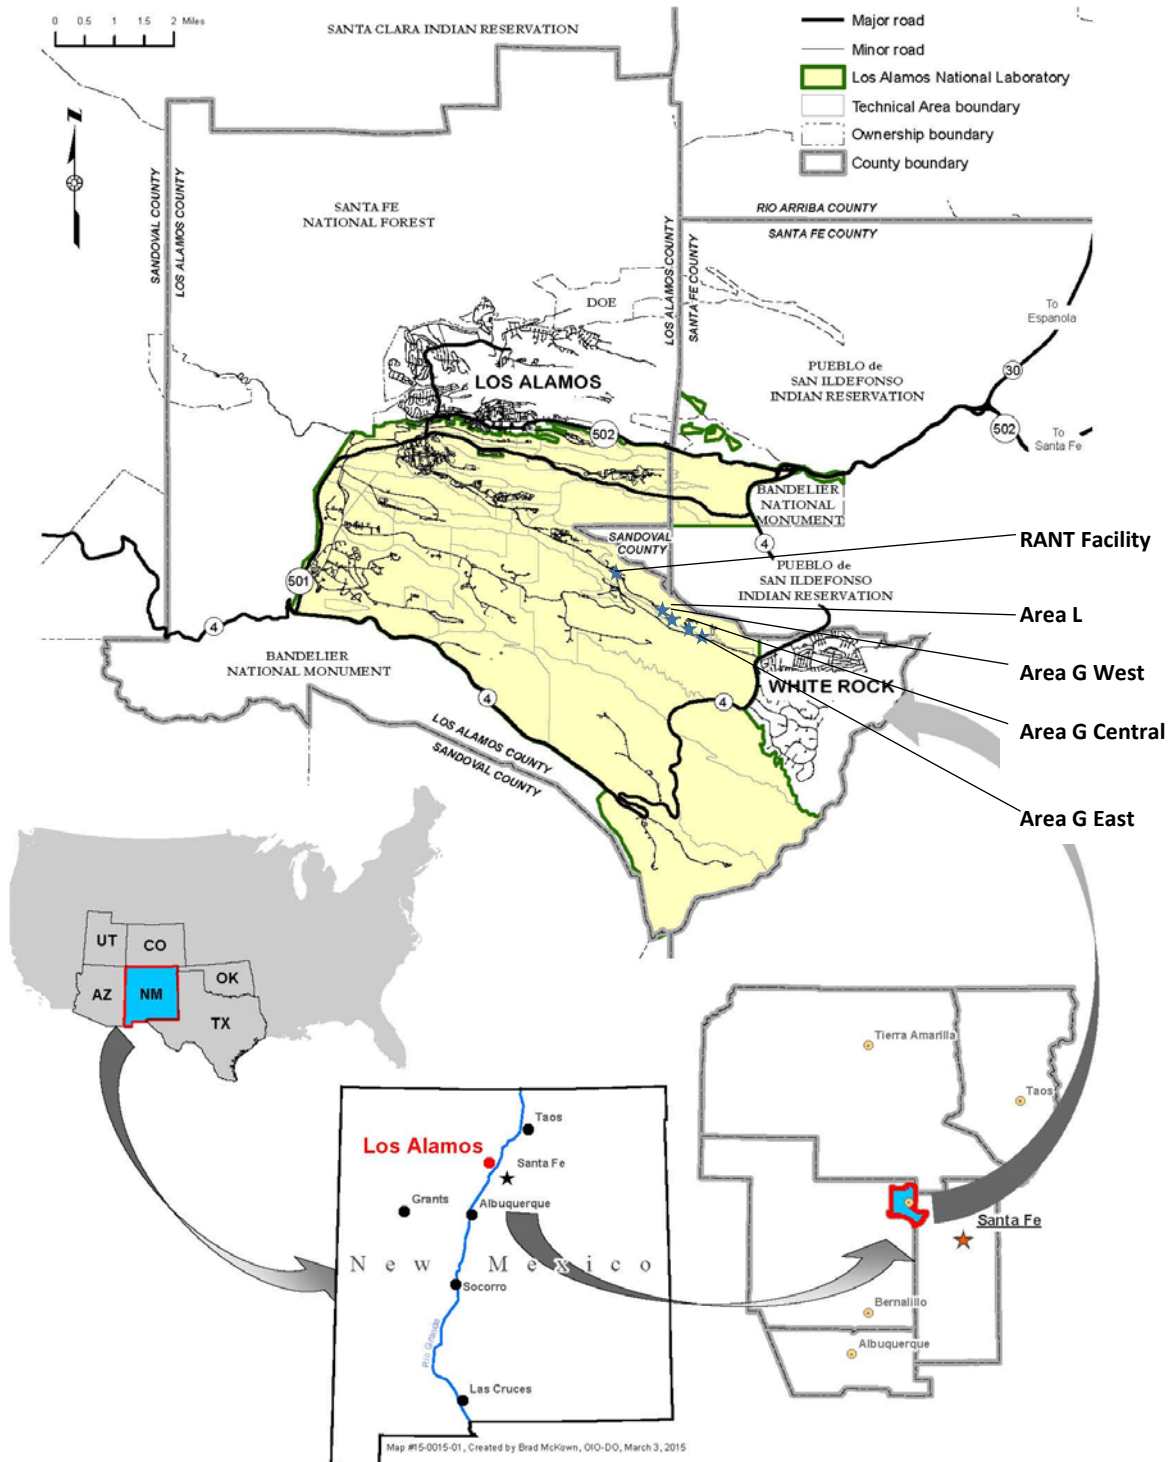 0 0.5 1 1.5 2 Miles
SANTA CLARA INDIAN RESERVATION
Major road
Minor road
Los Alamos National Laboratory
Technical Area boundary
Ownership boundary
County boundary
Z
SANDOVAL COUNTY
LOS ALAMOS COUNTY
SANTA FE
NATIONAL FOREST
LOS ALAMOS COUNTY
SANTA FE COUNTY
RIO ARRIBA COUNTY
SANTA FE COUNTY
DOE
To
Espanola
LOS ALAMOS
PUEBLO de
SAN ILDEFONSO
INDIAN RESERVATION
30
502
502
To
Santa Fe
BANDELIER
NATIONAL
MONUMENT
SANDOVAL
COUNTY
4
RANT Facility
PUEBLO de
SAN ILDEFONSO
INDIAN RESERVATION
501
Area L
4
BANDELIER
NATIONAL MONUMENT
Area G West
WHITE ROCK
4
4
Area G Central
LOS ALAMOS COUNTY
SANDOVAL COUNTY
Area G East
UT
CO
AZ
NM
OK
TX
Tierra Amarilla
Taos
Santa Fe
Bernalillo
Albuquerque
Taos
Los Alamos
Santa Fe
Grants
Albuquerque
New Mexico
Socorro
Rio Grande
Las Cruces
Map #15-0015-01, Created by Brad McKown, OIO-DO, March 3, 2015